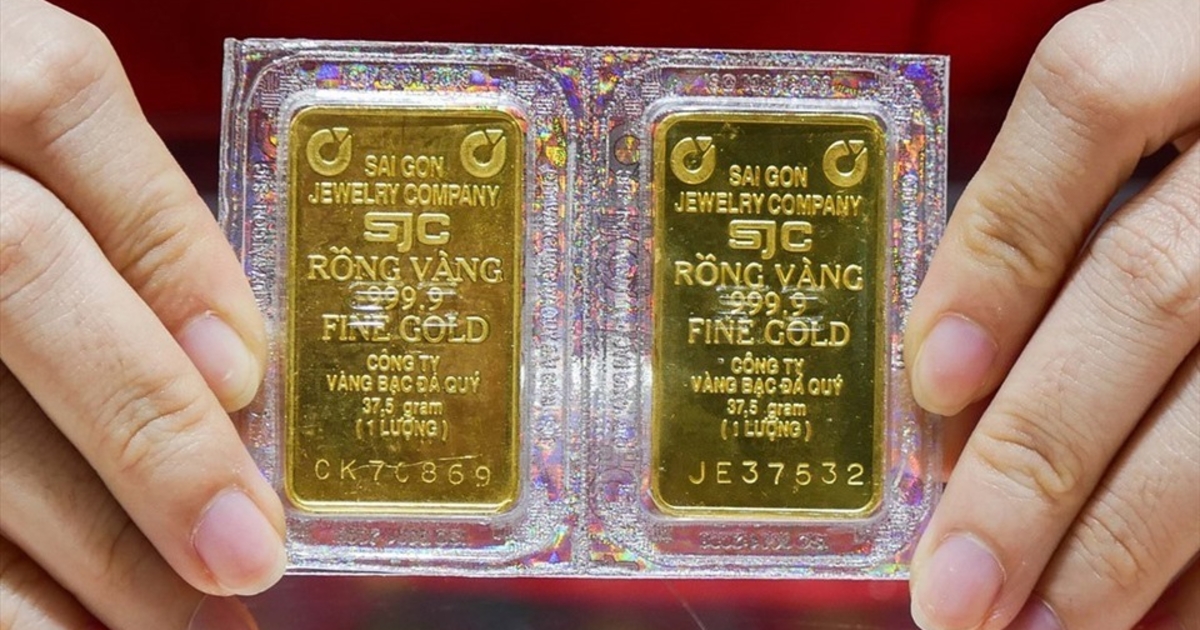 SAI GON
JEWELRY COMPANY
SJC
RỒNG VÀNG
999.9
FINE GOLD
CÔNG TY
VÀNG BẠC ĐÁ QUÝ
37,5 gram
(1 LƯỢNG)
CK70869
SAI GON
JEWELRY COMPANY
SJC
RỒNG VÀNG
999.9
FINE GOLD
CÔNG TY
VÀNG BẠC ĐÁ QUÝ
37,5 gram
(1 LƯỢNG)
JE37532